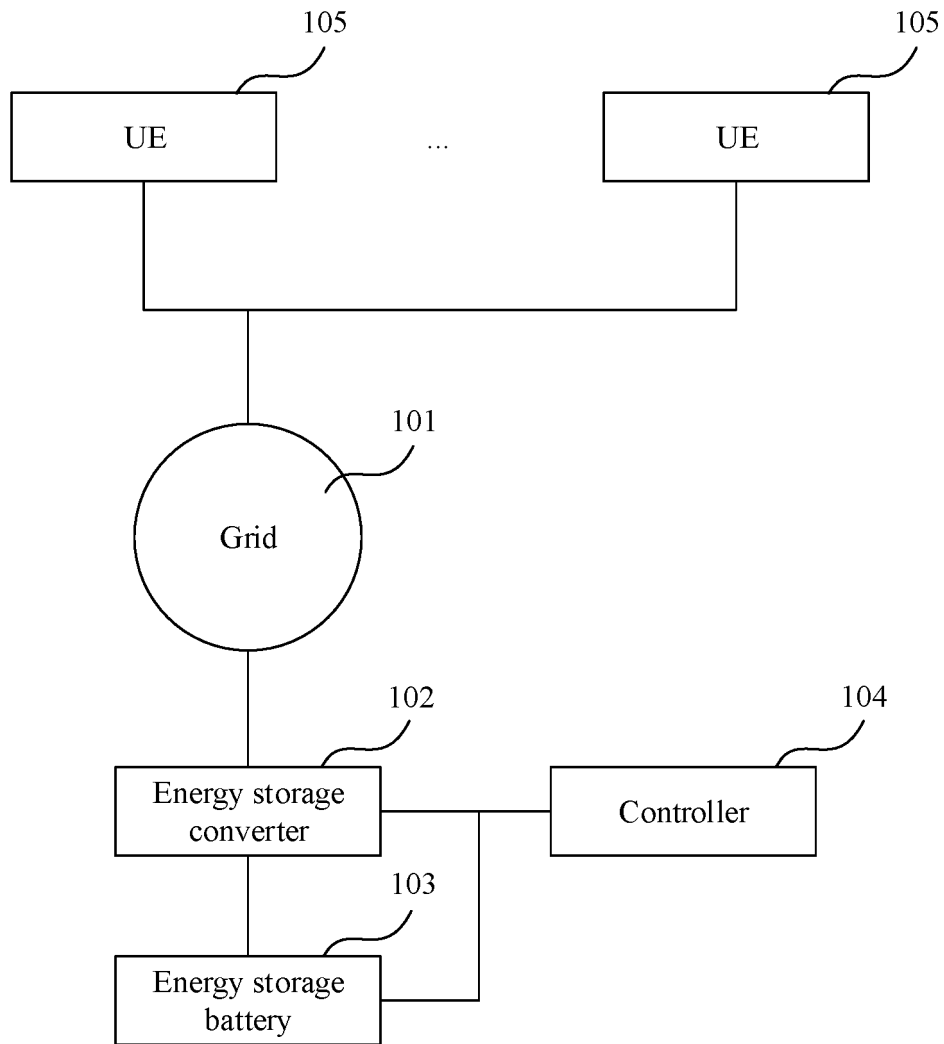 105
105
UE
...
UE
101
Grid
102
104
Energy storage
converter
Controller
103
Energy storage
battery